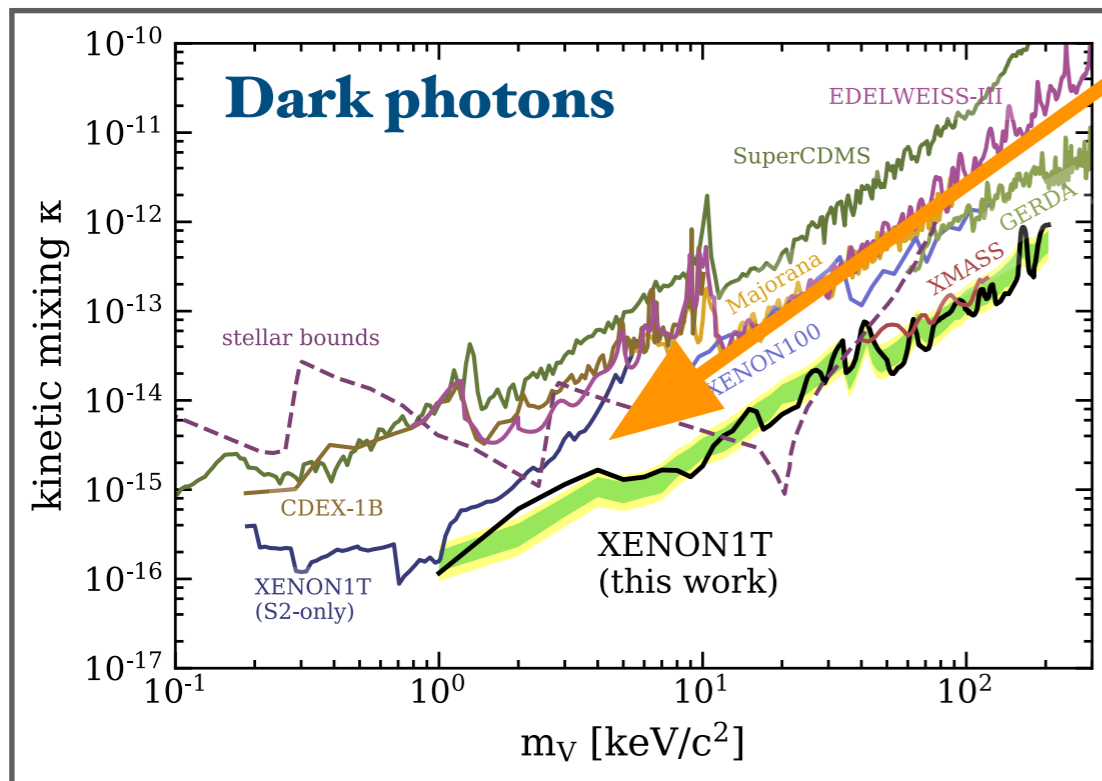 Dark photons
EDELWEISS-III
SuperCDMS
GERDA
XMASS
Majorana
XENON100
stellar bounds
CDEX-1B
XENON1T
(S2-only)
XENON1T
(this work)
kinetic mixing κ
10⁻¹⁰
10⁻¹¹
10⁻¹²
10⁻¹³
10⁻¹⁴
10⁻¹⁵
10⁻¹⁶
10⁻¹⁷
10⁻¹
10⁰
10¹
10²
m_V [keV/c²]